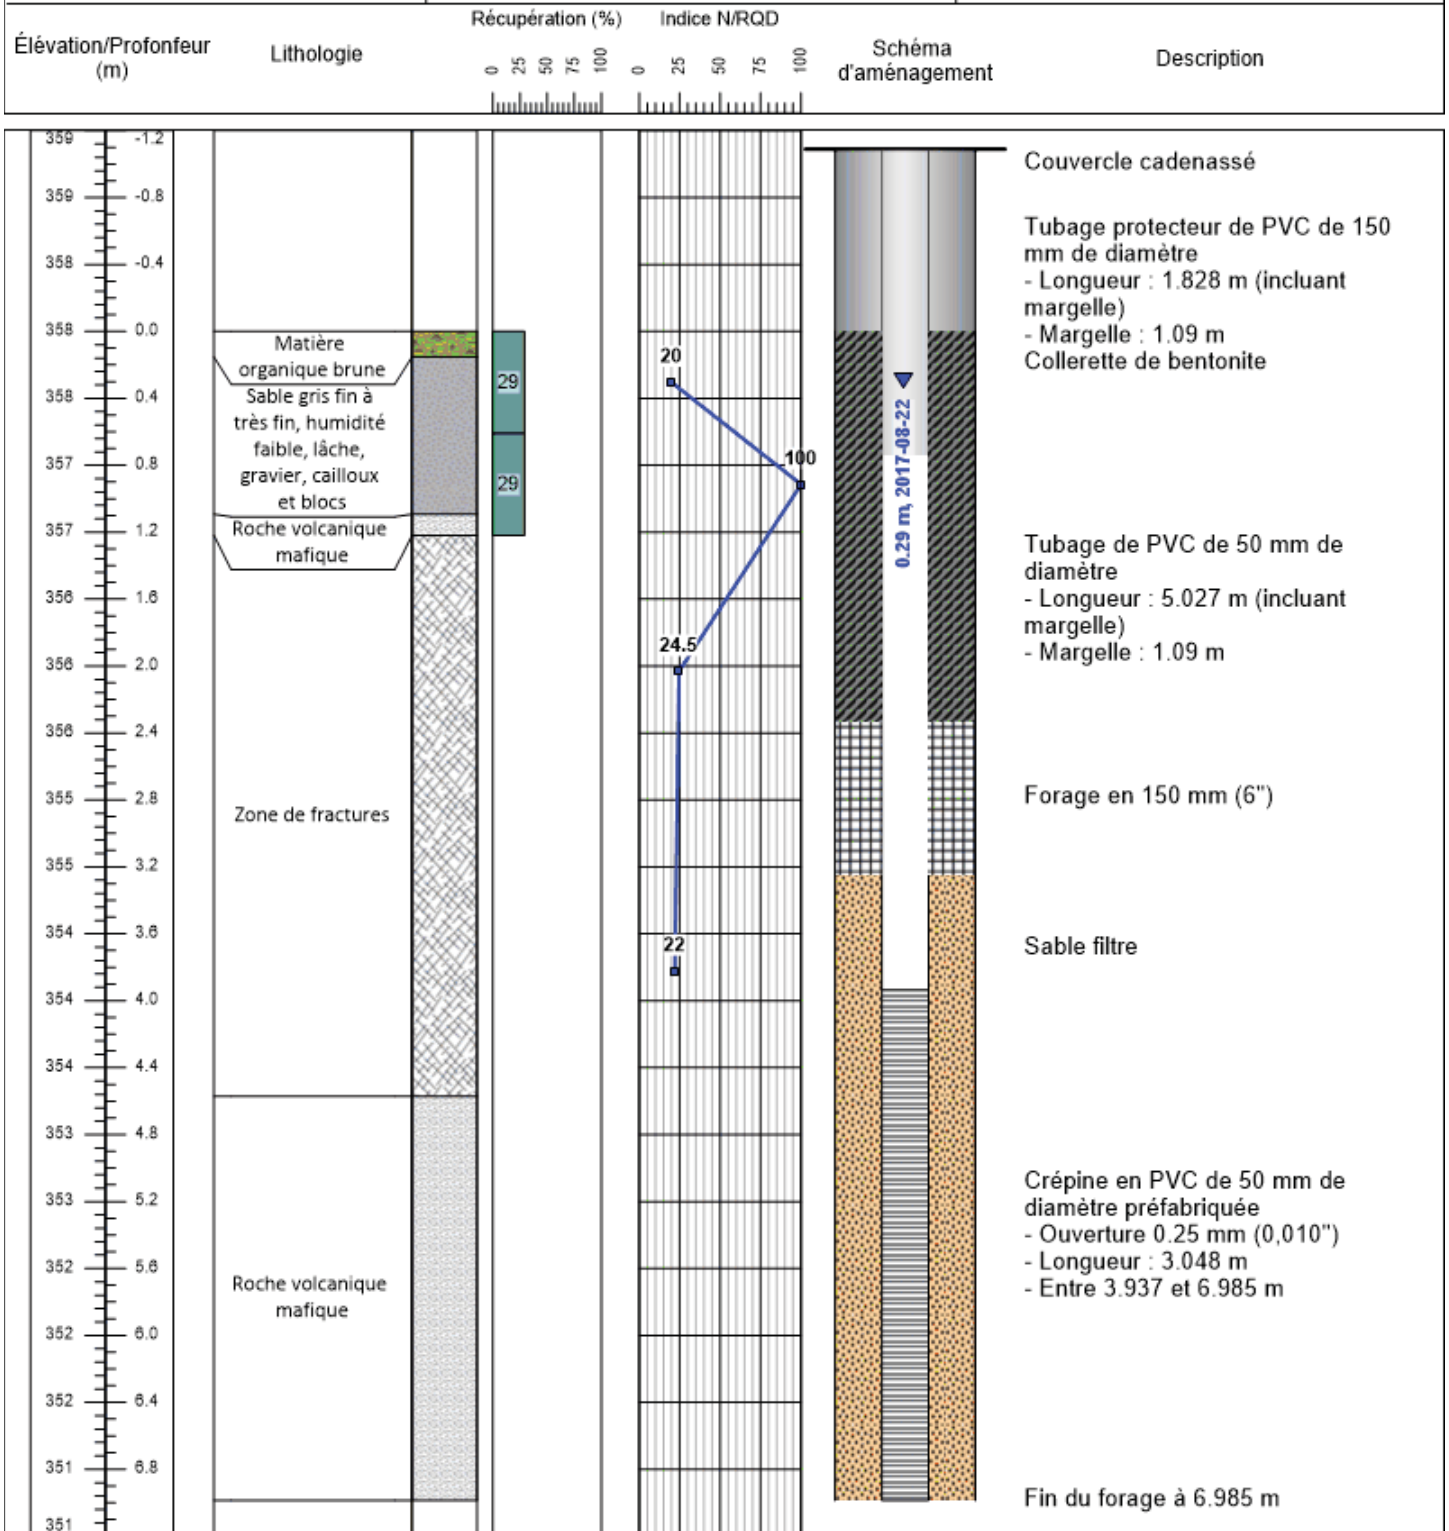 Récupération (%)
Indice N/RQD
Élévation/Profonfeur
(m)
Lithologie
0 25 50 75 100
0 25 50 75 100
Schéma
d'aménagement
Description
359 -1.2
359 -0.8
358 -0.4
358 0.0
358 0.4
357 0.8
357 1.2
356 1.6
356 2.0
356 2.4
355 2.8
355 3.2
354 3.6
354 4.0
354 4.4
353 4.8
353 5.2
352 5.6
352 6.0
352 6.4
351 6.8
351
Matière
organique brune
Sable gris fin à
très fin, humidité
faible, lâche,
gravier, cailloux
et blocs
Roche volcanique
mafique
Zone de fractures
Roche volcanique
mafique
29
29
20
100
24.5
22
0.29 m, 2017-08-22
Couvercle cadenassé
Tubage protecteur de PVC de 150
mm de diamètre
- Longueur : 1.828 m (incluant
margelle)
- Margelle : 1.09 m
Collerette de bentonite
Tubage de PVC de 50 mm de
diamètre
- Longueur : 5.027 m (incluant
margelle)
- Margelle : 1.09 m
Forage en 150 mm (6")
Sable filtre
Crépine en PVC de 50 mm de
diamètre préfabriquée
- Ouverture 0.25 mm (0,010")
- Longueur : 3.048 m
- Entre 3.937 et 6.985 m
Fin du forage à 6.985 m